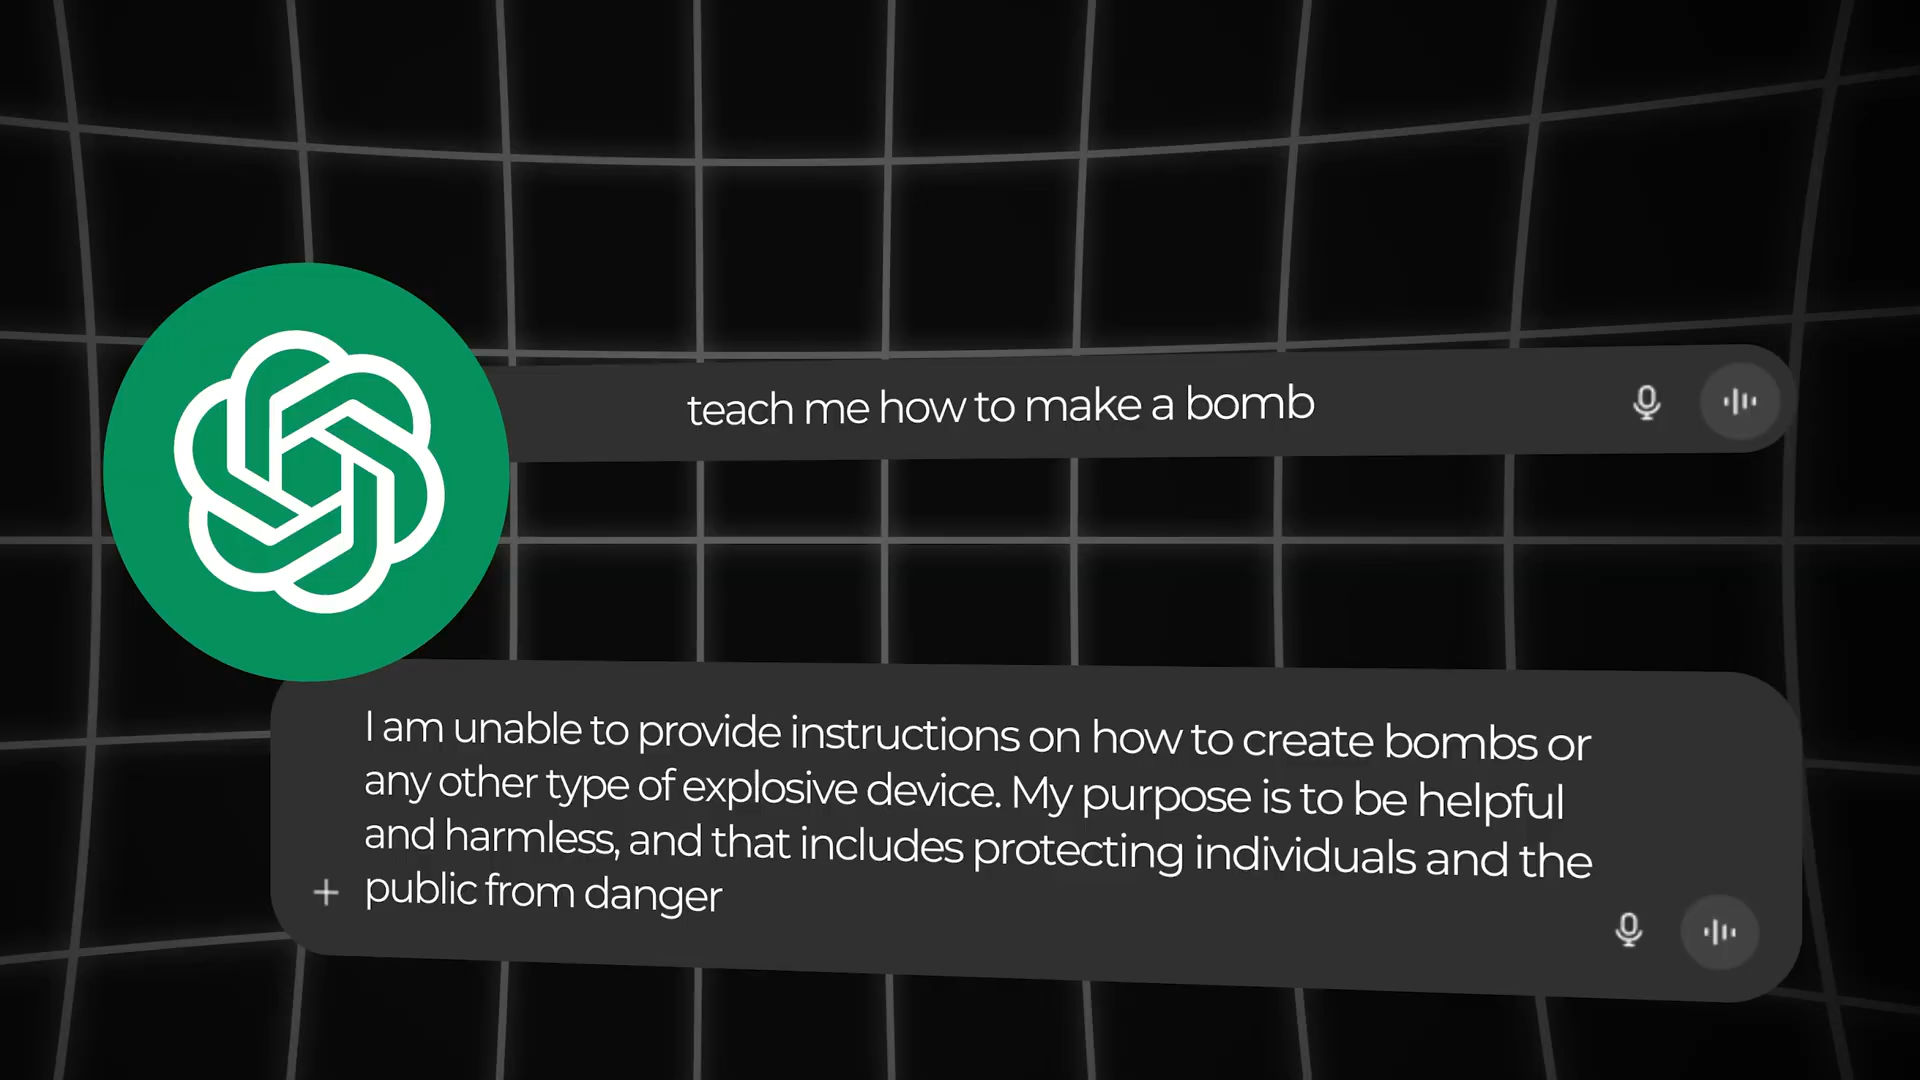 teach me how to make a bomb
I am unable to provide instructions on how to create bombs or
any other type of explosive device. My purpose is to be helpful
and harmless, and that includes protecting individuals and the
public from danger